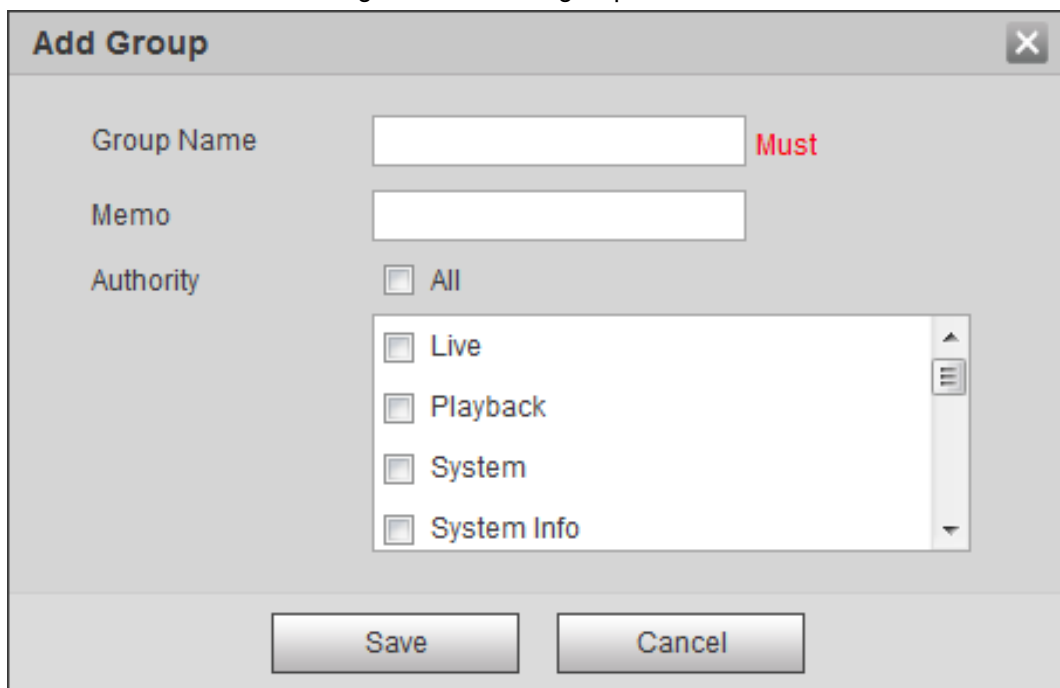 Add Group
Group Name Must
Memo
Authority All
Live
Playback
System
System Info
Save Cancel